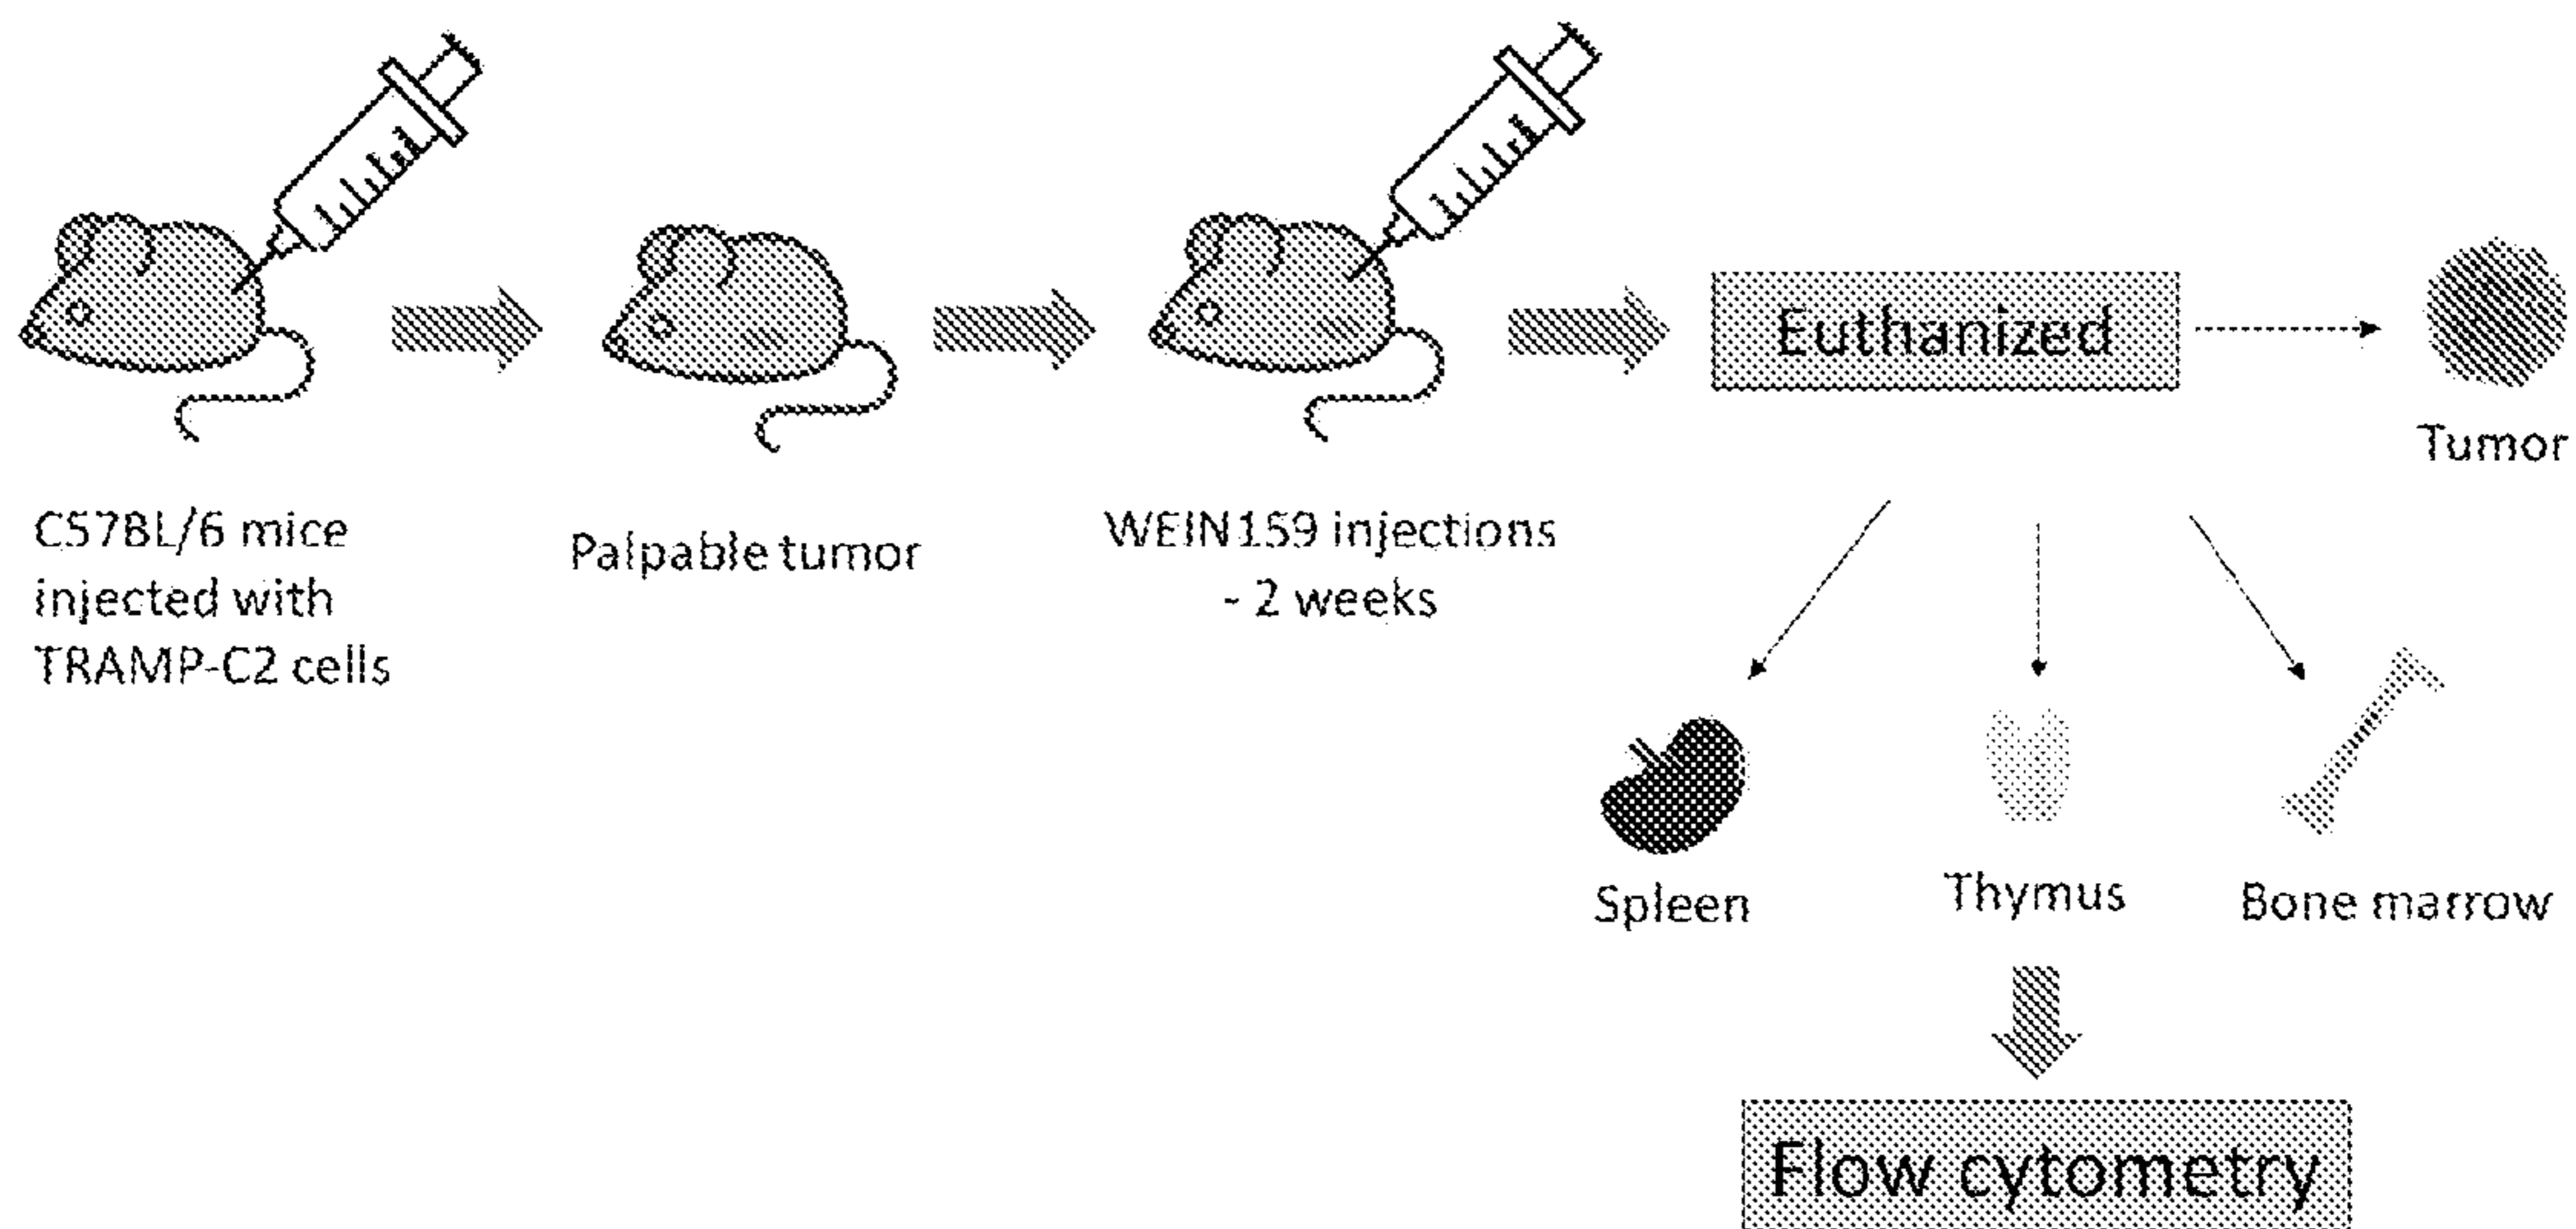 C57BL/6 mice
injected with
TRAMP-C2 cells
Palpable tumor
WEIN159 injections
- 2 weeks
Euthanized
Tumor
Spleen
Thymus
Bone marrow
Flow cytometry